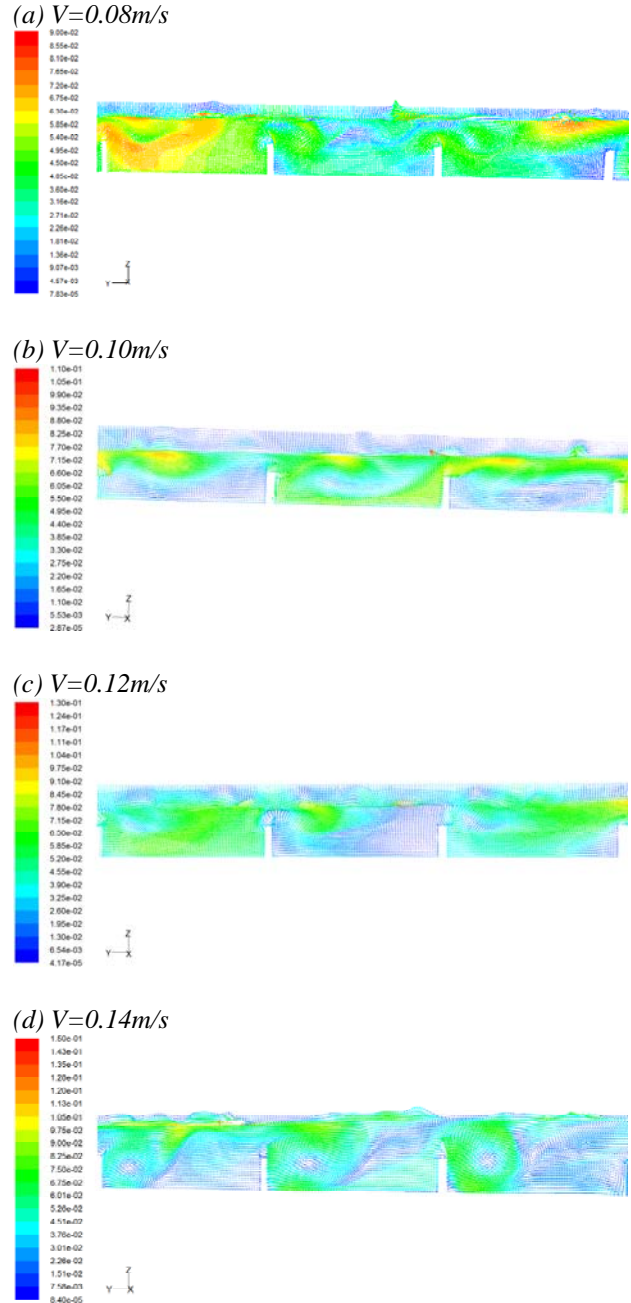 (a) V=0.08m/s
9.00e-02
8.55e-02
8.10e-02
7.65e-02
7.20e-02
6.75e-02
6.30e-02
5.85e-02
5.40e-02
4.95e-02
4.50e-02
4.05e-02
3.60e-02
3.16e-02
2.71e-02
2.26e-02
1.81e-02
1.36e-02
9.07e-03
4.57e-03
7.83e-05
Z
Y
X
(b) V=0.10m/s
1.10e-01
1.05e-01
9.90e-02
9.35e-02
8.80e-02
8.25e-02
7.70e-02
7.15e-02
6.60e-02
6.05e-02
5.50e-02
4.95e-02
4.40e-02
3.85e-02
3.30e-02
2.75e-02
2.20e-02
1.65e-02
1.10e-02
5.53e-03
2.87e-05
Z
Y
X
(c) V=0.12m/s
1.30e-01
1.24e-01
1.17e-01
1.11e-01
1.04e-01
9.75e-02
9.10e-02
8.45e-02
7.80e-02
7.15e-02
5.85e-02
5.20e-02
4.55e-02
3.90e-02
3.25e-02
2.60e-02
1.95e-02
1.30e-02
6.54e-03
4.17e-05
Z
Y
X
(d) V=0.14m/s
1.43e-01
1.35e-01
1.28e-01
1.20e-01
1.13e-01
1.05e-01
9.75e-02
9.00e-02
8.25e-02
7.50e-02
6.75e-02
6.01e-02
5.26e-02
4.51e-02
3.76e-02
3.01e-02
2.26e-02
1.51e-02
7.58e-03
Z
Y
X